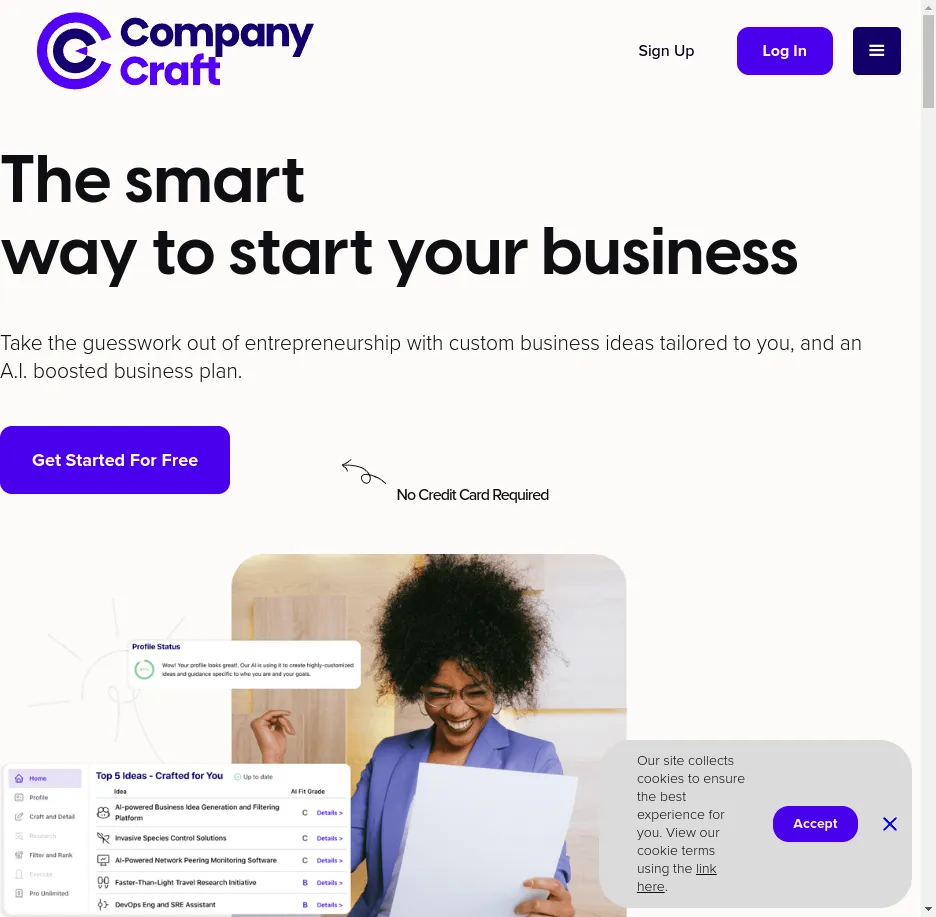 Company
Craft
Sign Up
Log In
The smart
way to start your business
Take the guesswork out of entrepreneurship with custom business ideas tailored to you, and an
A.I. boosted business plan.
Get Started For Free
No Credit Card Required
Profile Status
Wow! Your profile looks great!. Our AI is using it to create highly-customized
ideas and guidance specific to who you are and your goals.
Home
Profile
Craft and Detail
Research
Filter and Rank
Execute
Pro Unlimited
Top 5 Ideas - Crafted for You
Up to date
Idea
AI Fit Grade
AI-powered Business Idea Generation and Filtering
Platform
C
Details >
Invasive Species Control Solutions
C
Details >
AI-Powered Network Peering Monitoring Software
C
Details >
Faster-Than-Light Travel Research Initiative
B
Details >
DevOps Eng and SRE Assistant
B
Details >
Our site collects
cookies to ensure
the best
experience for
you. View our
cookie terms
using the link
here.
Accept